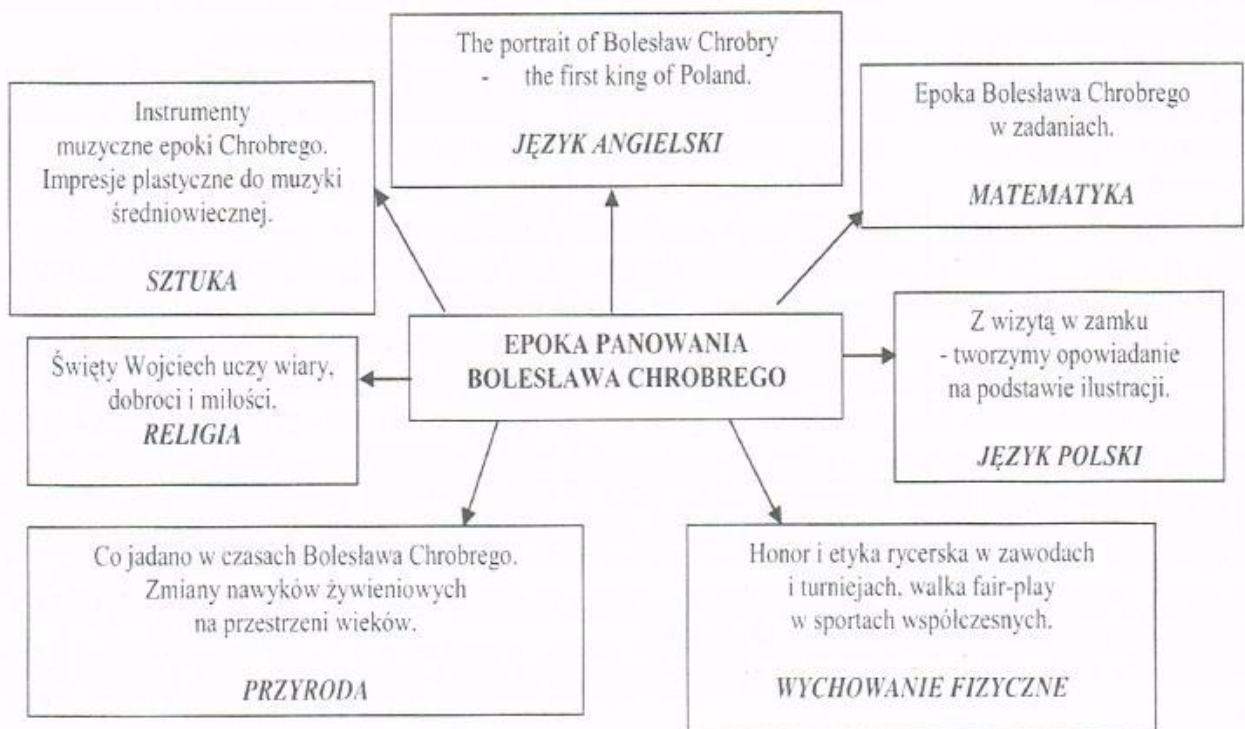 The portrait of Bolesław Chrobry
- the first king of Poland.
JĘZYK ANGIELSKI
Instrumenty
muzyczne epoki Chrobrego.
Impresje plastyczne do muzyki
średniowiecznej.
SZTUKA
Epoka Bolesława Chrobrego
w zadaniach.
MATEMATYKA
EPOKA PANOWANIA
BOLESŁAWA CHROBREGO
Z wizytą w zamku
- tworzymy opowiadanie
na podstawie ilustracji.
JĘZYK POLSKI
Święty Wojciech uczy wiary,
dobroci i miłości.
RELIGIA
Co jadano w czasach Bolesława Chrobrego.
Zmiany nawyków żywieniowych
na przestrzeni wieków.
PRZYRODA
Honor i etyka rycerska w zawodach
i turniejach, walka fair-play
w sportach współczesnych.
WYCHOWANIE FIZYCZNE